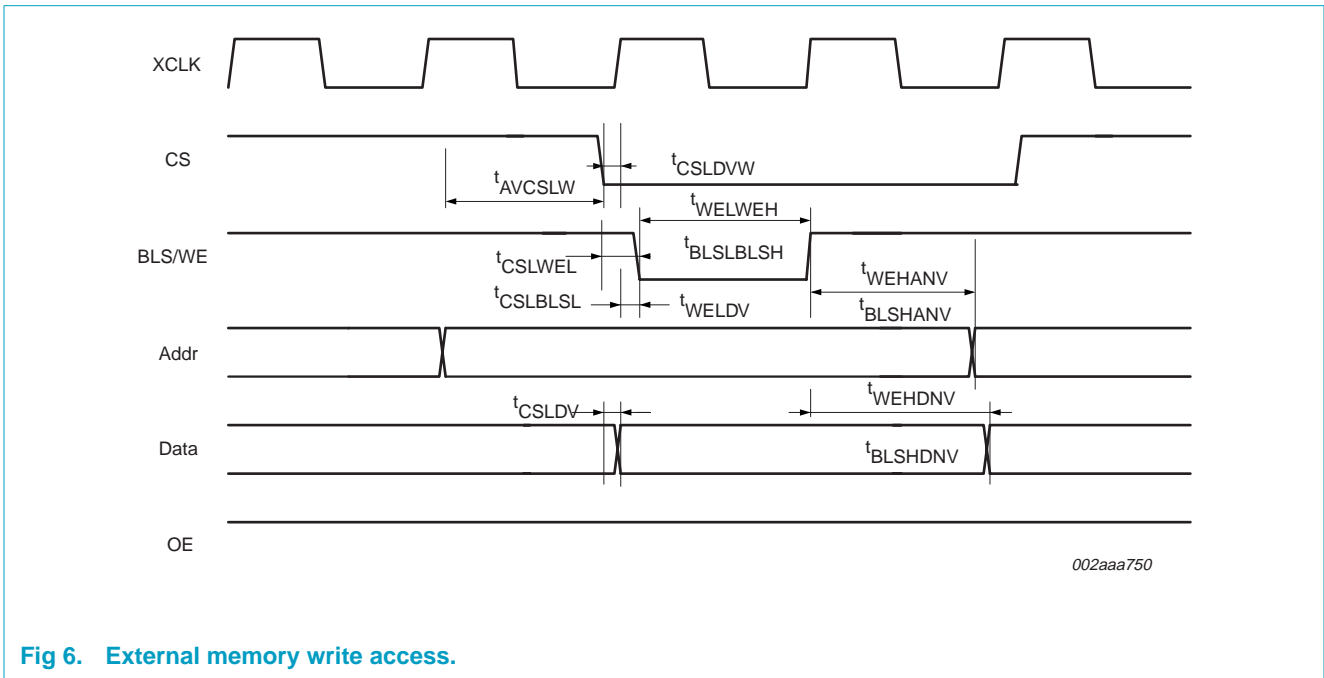 XCLK
CS
tCSLDVW
tAVCSLW
tWELWEH
BLS/WE
tCSLWEL
tBLSLBLSH
tWEHANV
tCSLBLSL
tWELDV
tBLSHANV
Addr
tWEHDNV
tCSLDV
Data
tBLSHDNV
OE
002aaa750
Fig 6. External memory write access.